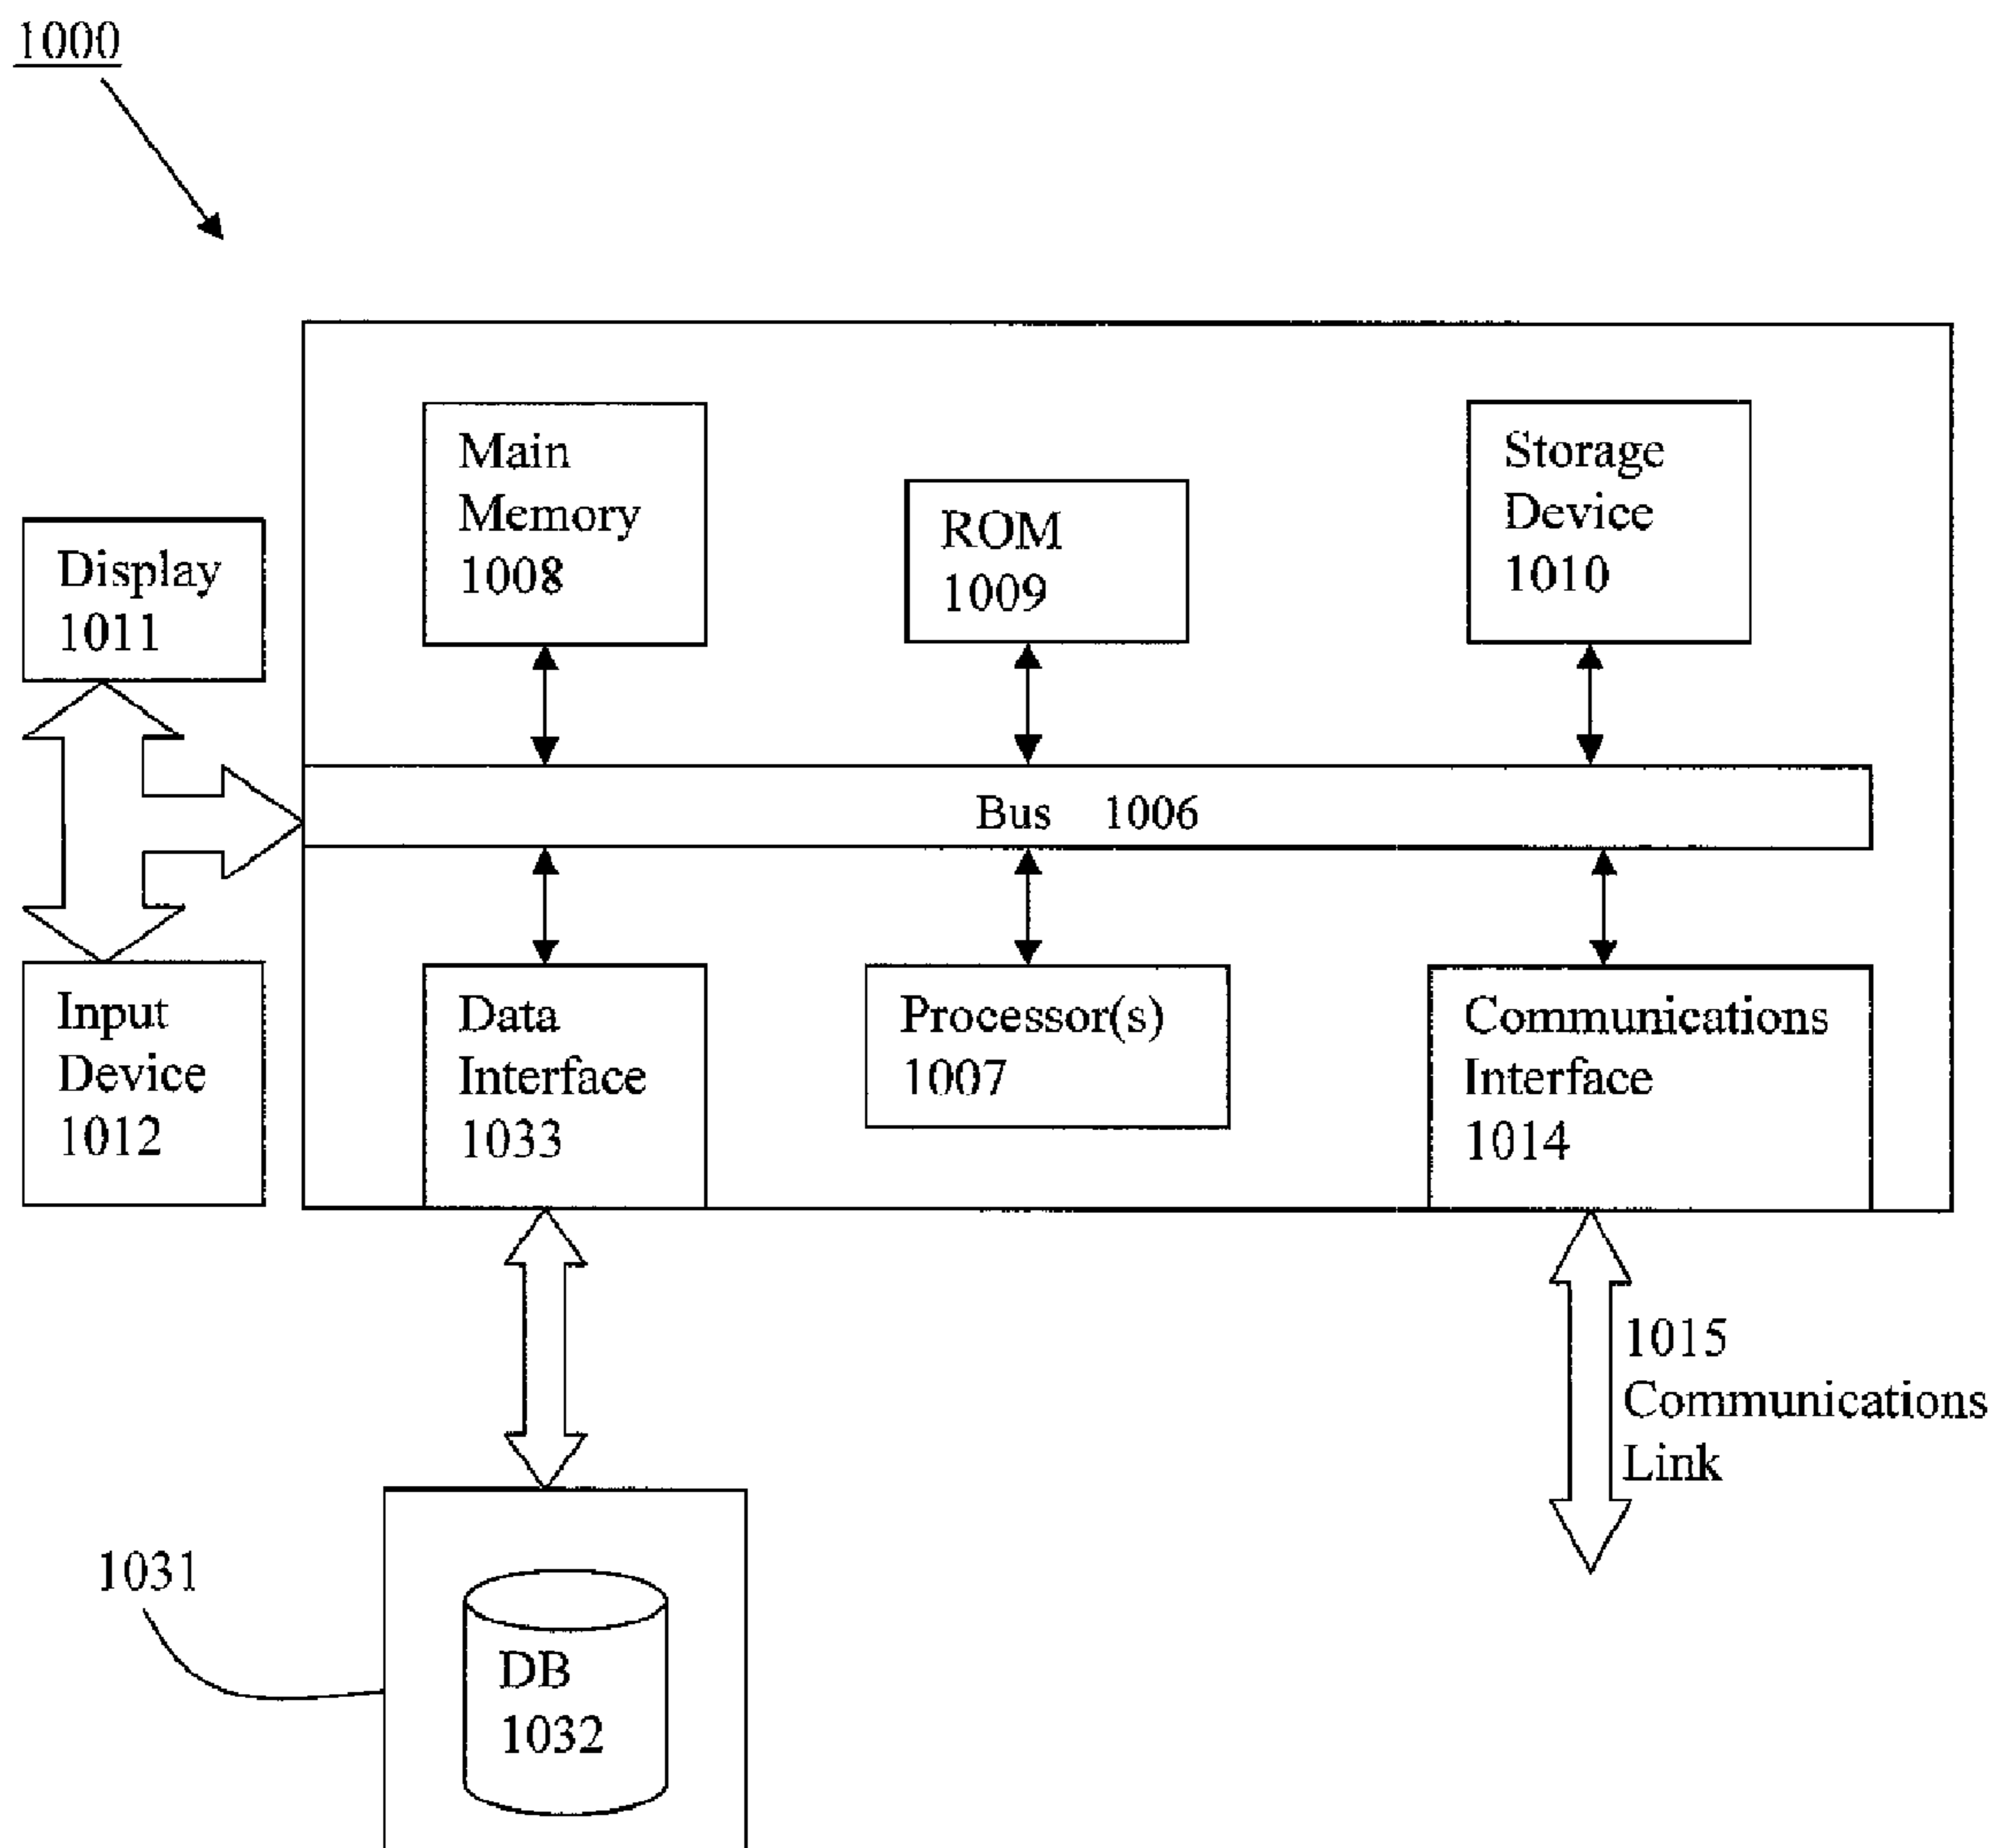 1000
Main
Memory
1008
ROM
1009
Storage
Device
1010
Display
1011
Bus 1006
Input
Device
1012
Data
Interface
1033
Processor(s)
1007
Communications
Interface
1014
1015
Communications
Link
1031
DB
1032